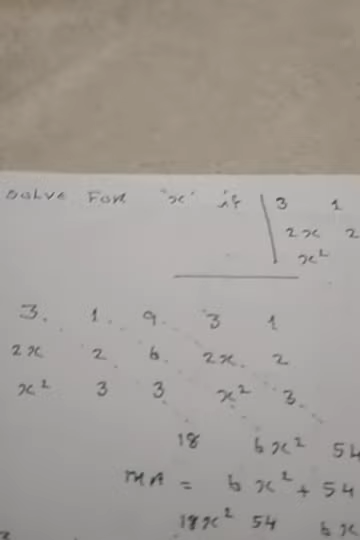 SOLVE FOR 'x' if | 3 1
2x 2
x²
3. 1 9 3 1
2x 2 6 2x 2
x² 3 3 x² 3
18 6x² 54
MA = 6x² + 54
18x² 54 6x